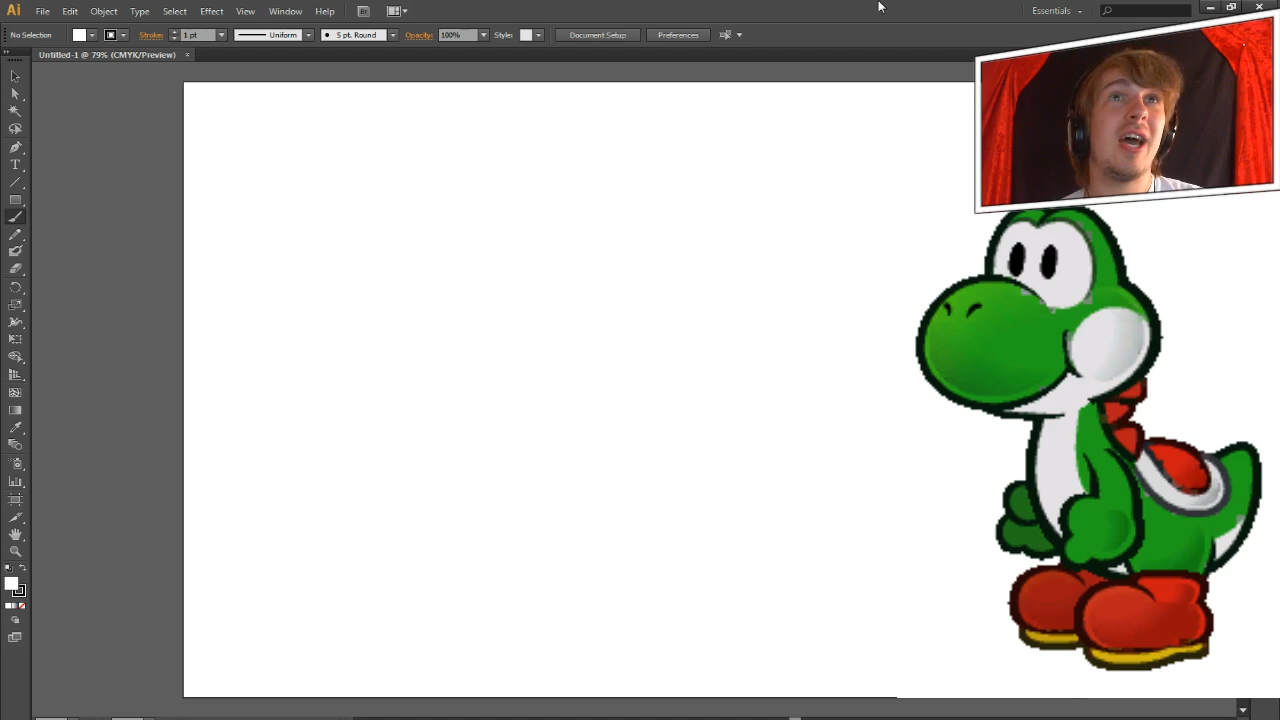 Ai File Edit Object Type Select Effect View Window Help Br Essentials
No Selection Stroke: 1 pt Uniform 5 pt. Round Opacity: 100% Style: Document Setup Preferences
Untitled-1 @ 79% (CMYK/Preview) ×
T